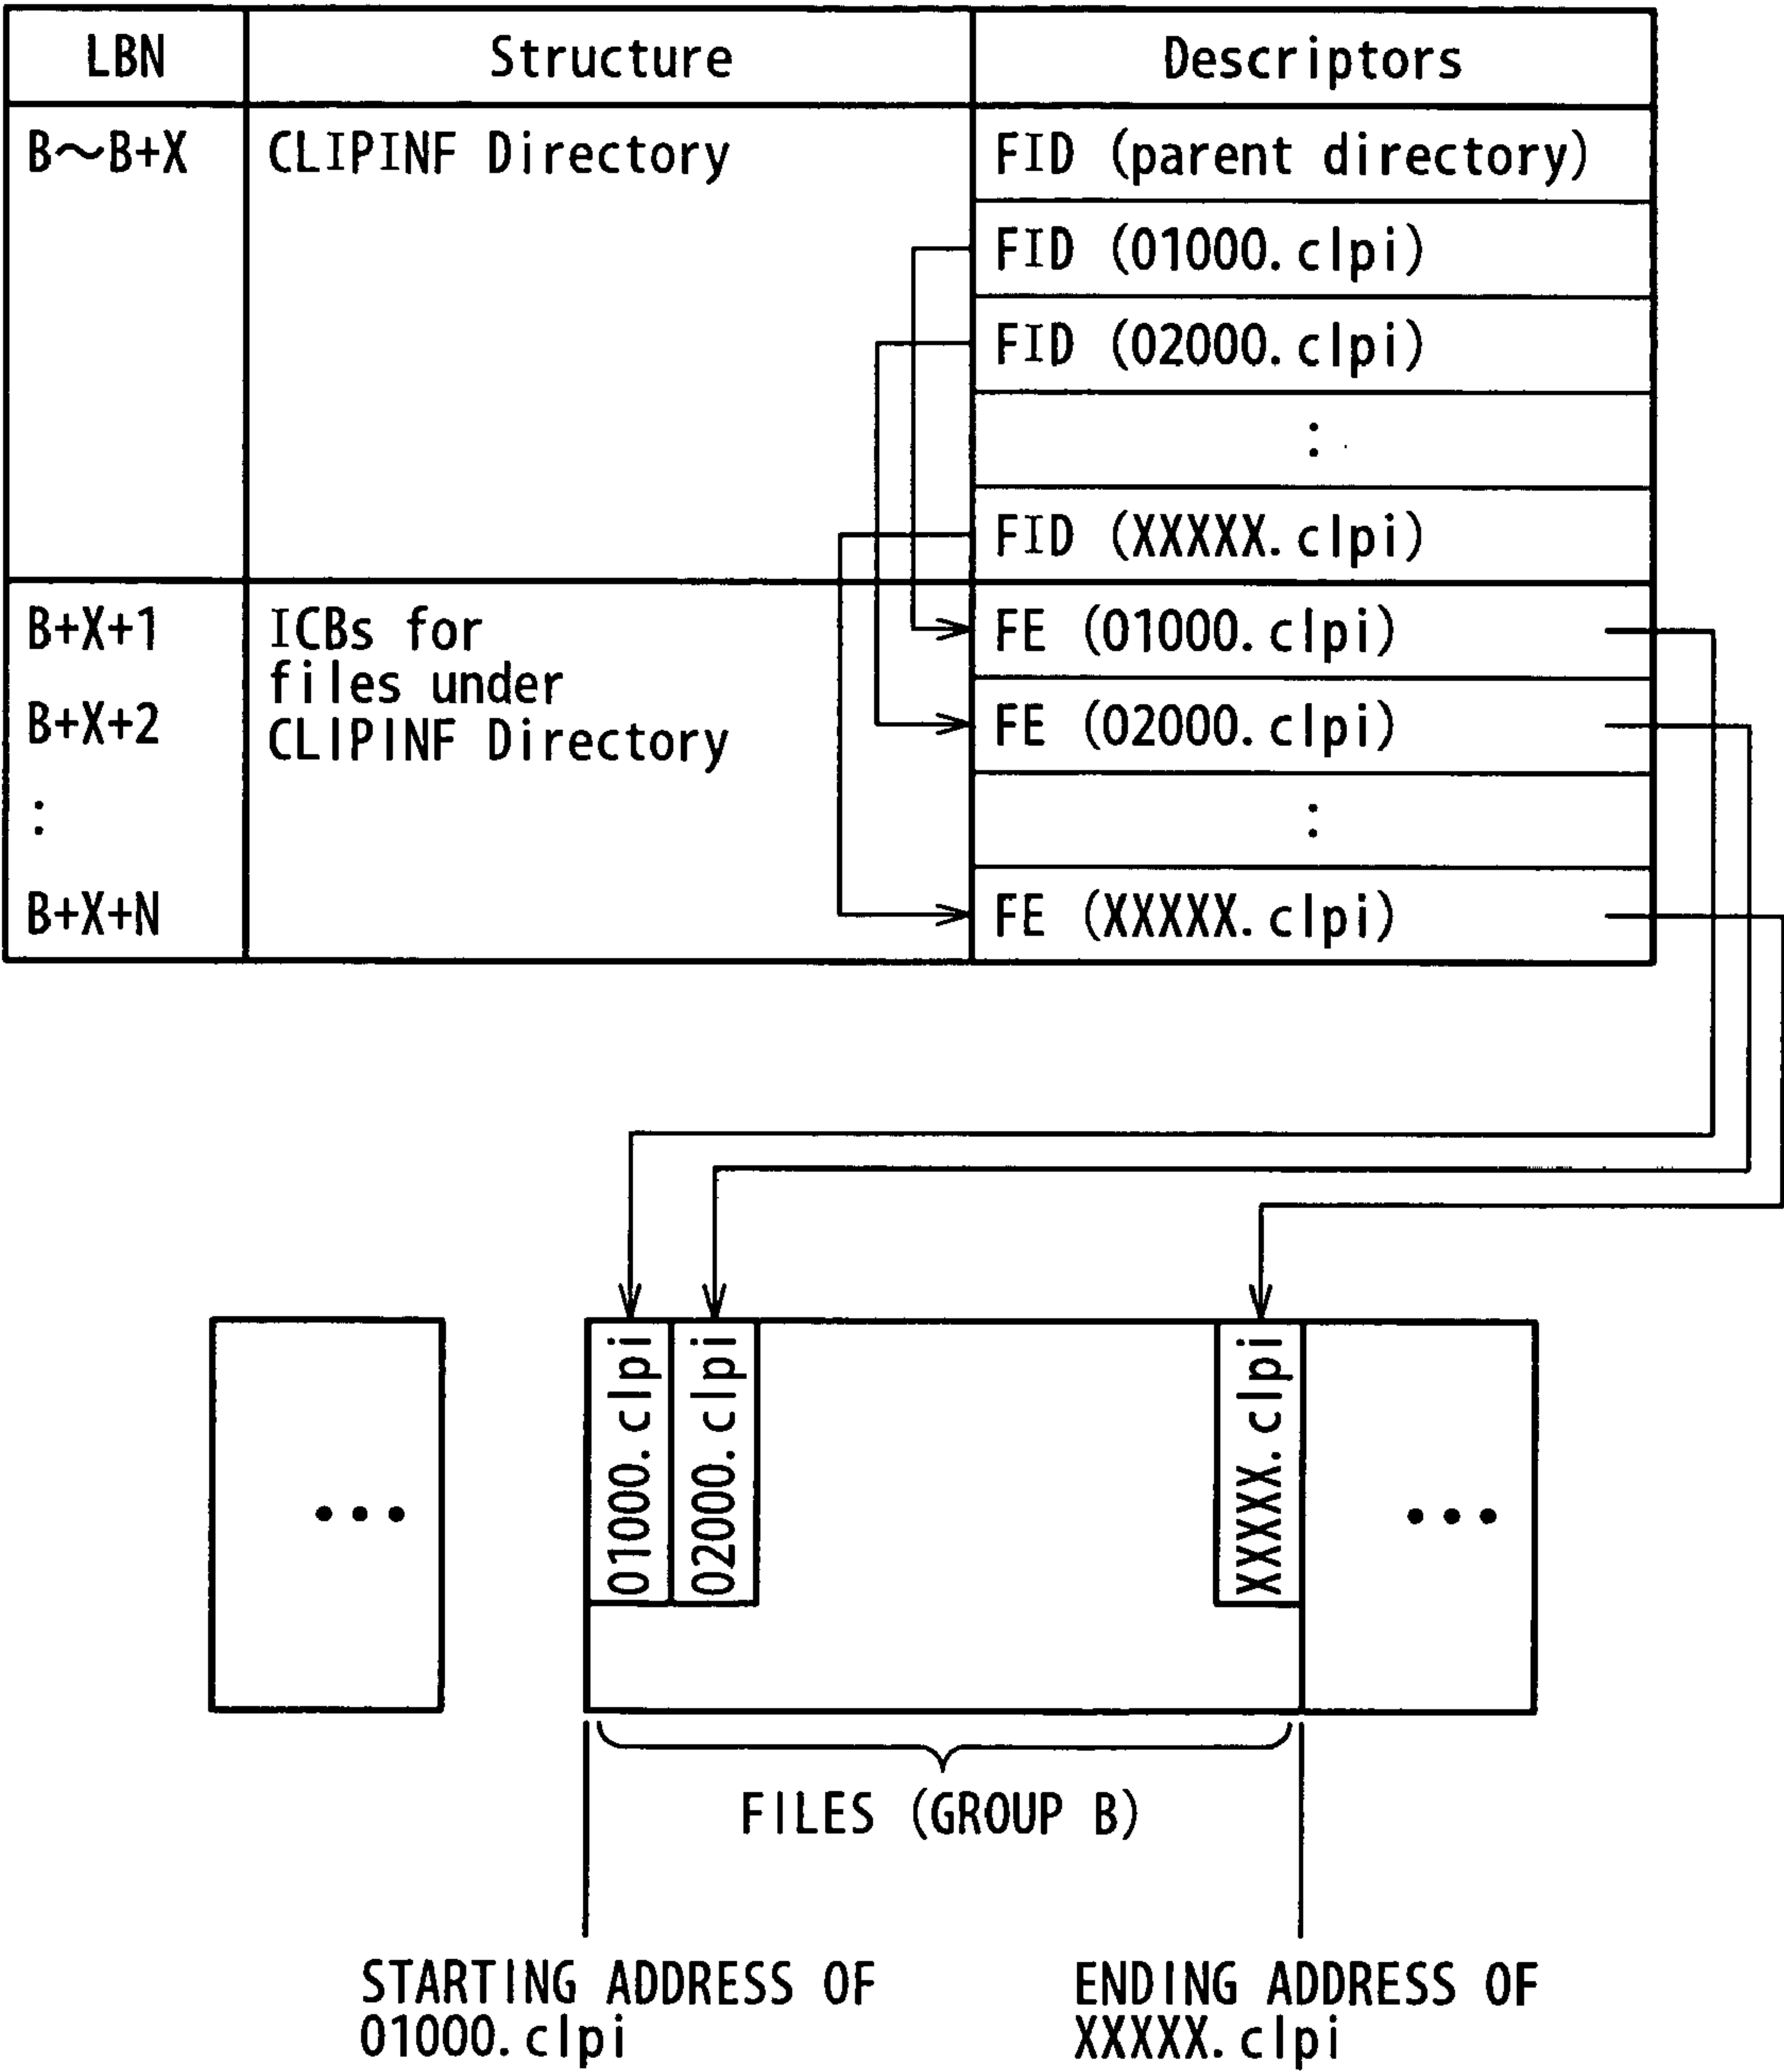 LBN Structure Descriptors
B〜B+X CLIPINF Directory FID (parent directory)
FID (01000.clpi)
FID (02000.clpi)
:
FID (XXXXX.clpi)
B+X+1 ICBs for FE (01000.clpi)
files under
B+X+2 CLIPINF Directory FE (02000.clpi)
: :
B+X+N FE (XXXXX.clpi)
01000.clpi
02000.clpi
XXXXX.clpi
••• •••
FILES (GROUP B)
STARTING ADDRESS OF
01000.clpi
ENDING ADDRESS OF
XXXXX.clpi